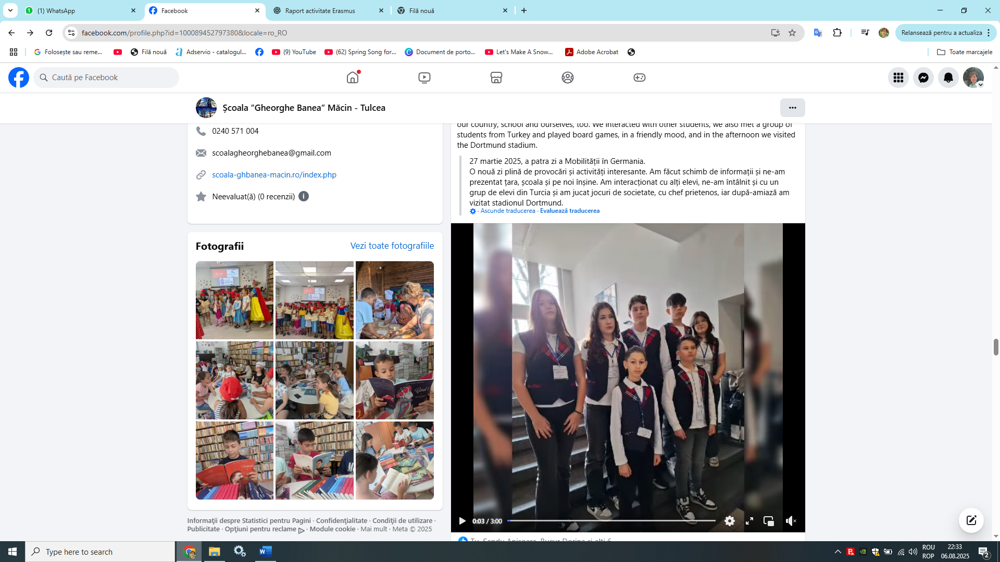 (1) WhatsApp
Facebook
Raport activitate Erasmus
Filă nouă
facebook.com/profile.php?id=100089452797380&locale=ro_RO
Relansează pentru a actualiza
Folosește sau reme...
Filă nouă
Adservio - catalogul...
(9) YouTube
(62) Spring Song for...
Document de porto...
Let's Make A Snow...
Adobe Acrobat
Toate marcajele
Caută pe Facebook
Școala ”Gheorghe Banea” Măcin - Tulcea
0240 571 004
scoalagheorghebanea@gmail.com
scoala-ghbanea-macin.ro/index.php
Neevaluat(ă) (0 recenzii)
Fotografii
Vezi toate fotografiile
Informaţii despre Statistici pentru Pagini · Confidenţialitate · Condiţii de utilizare ·
Publicitate · Opţiuni pentru reclame · Module cookie · Mai mult · Meta © 2025
our country, school and ourselves, too. We interacted with other students, we also met a group of
students from Turkey and played board games, in a friendly mood, and in the afternoon we visited
the Dortmund stadium.
27 martie 2025, a patra zi a Mobilității în Germania.
O nouă zi plină de provocări și activități interesante. Am făcut schimb de informații și ne-am
prezentat țara, școala și pe noi înșine. Am interacționat cu alți elevi, ne-am întâlnit și cu un
grup de elevi din Turcia și am jucat jocuri de societate, cu chef prietenos, iar după-amiază am
vizitat stadionul Dortmund.
· Ascunde traducerea · Evaluează traducerea
0:03 / 3:00
Tu, Sandu Anisoara, Bucur Dorina și alți 6
Type here to search
ROU
ROP
22:33
06.08.2025
2